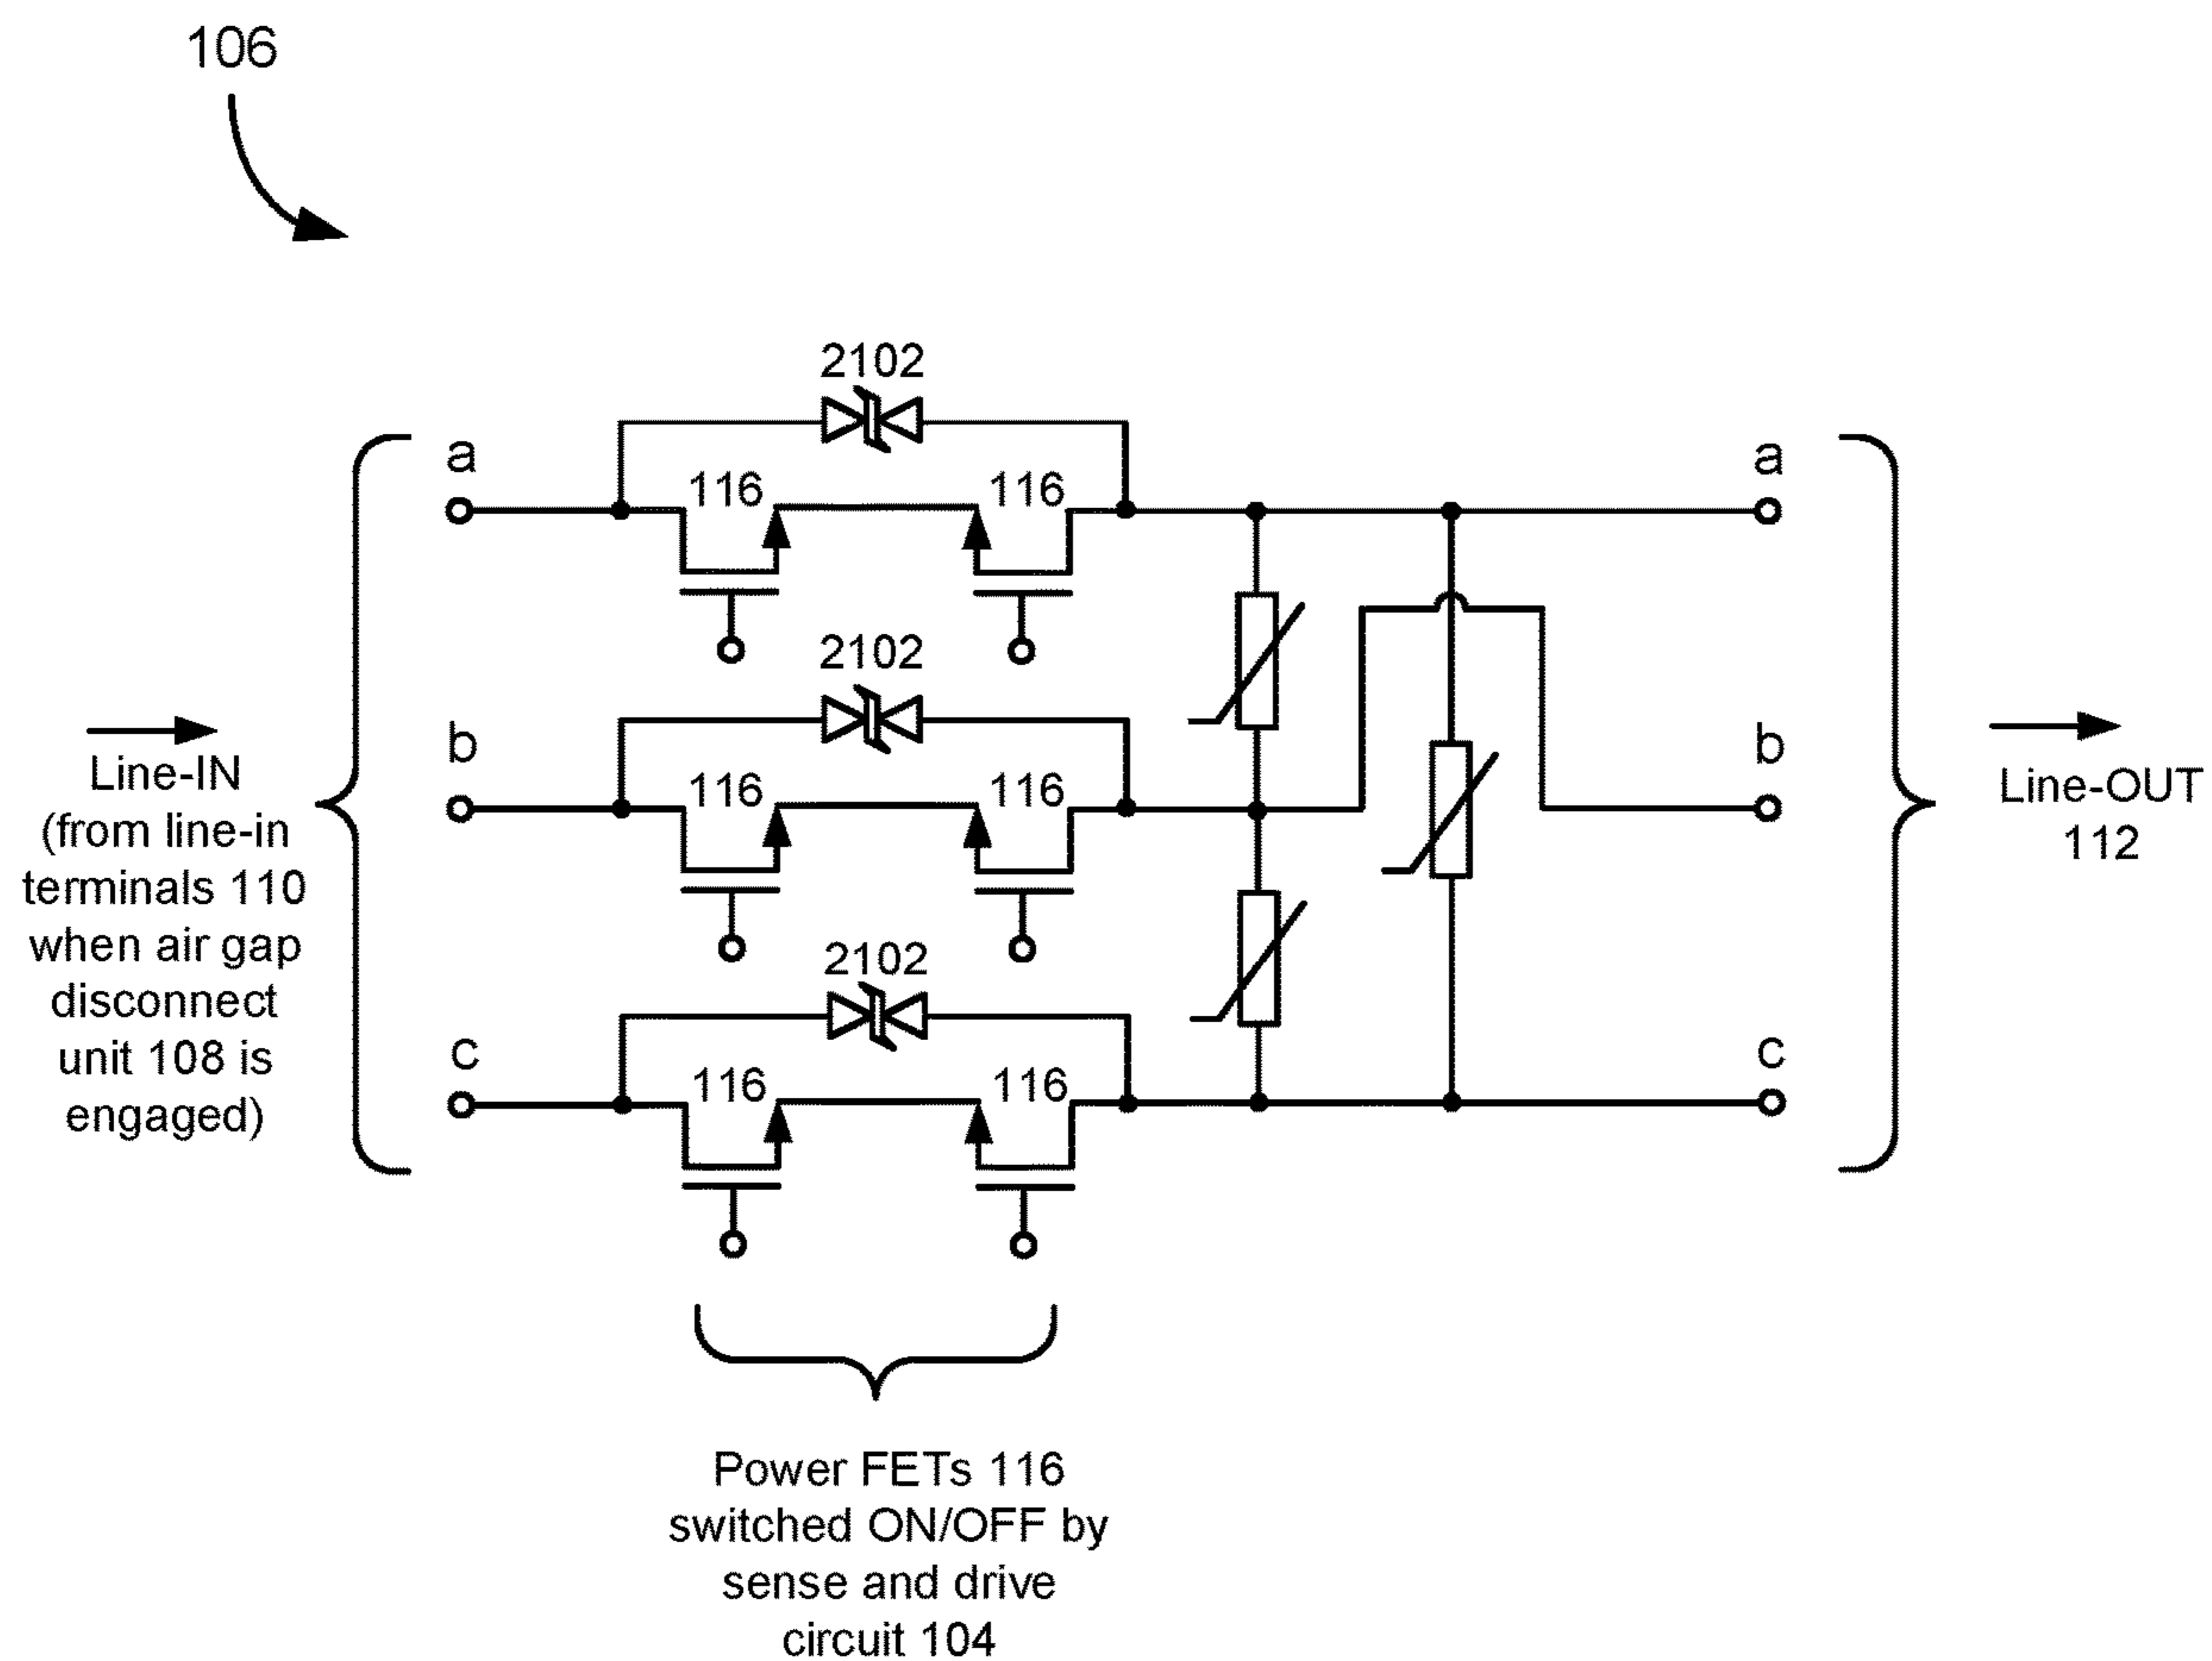 106
2102
a
116
116
a
2102
b
116
116
b
Line-IN
(from line-in
terminals 110
when air gap
disconnect
unit 108 is
engaged)
Line-OUT
112
2102
c
116
116
c
Power FETs 116
switched ON/OFF by
sense and drive
circuit 104